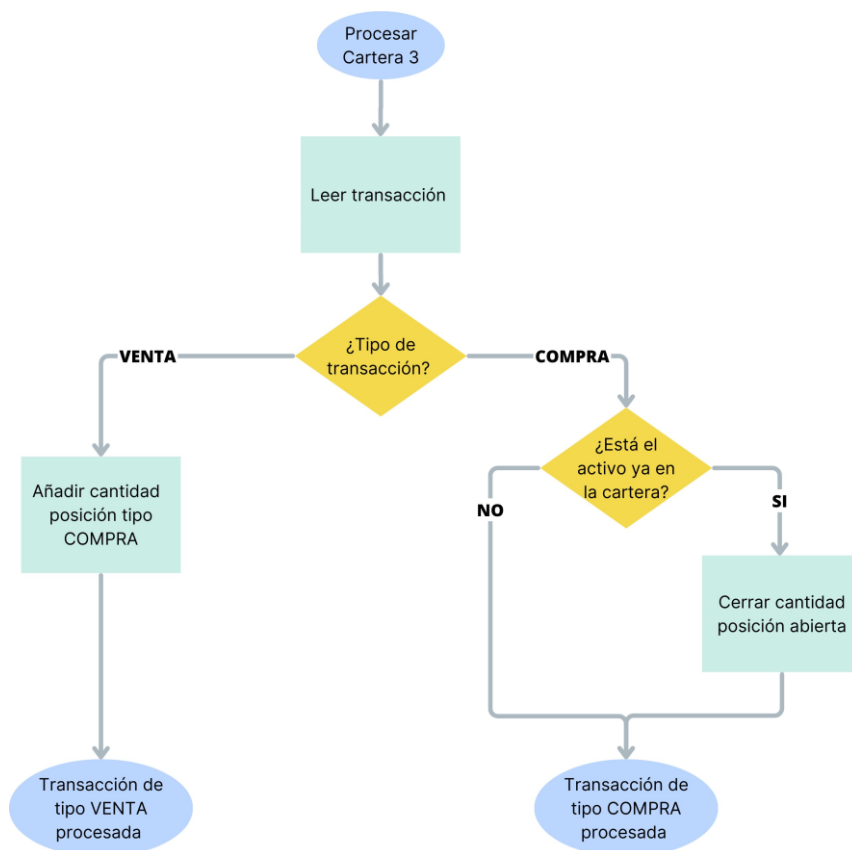 Procesar
Cartera 3
Leer transacción
¿Tipo de
transacción?
VENTA
COMPRA
¿Está el
activo ya en
la cartera?
NO
SI
Añadir cantidad
posición tipo
COMPRA
Cerrar cantidad
posición abierta
Transacción de
tipo VENTA
procesada
Transacción de
tipo COMPRA
procesada